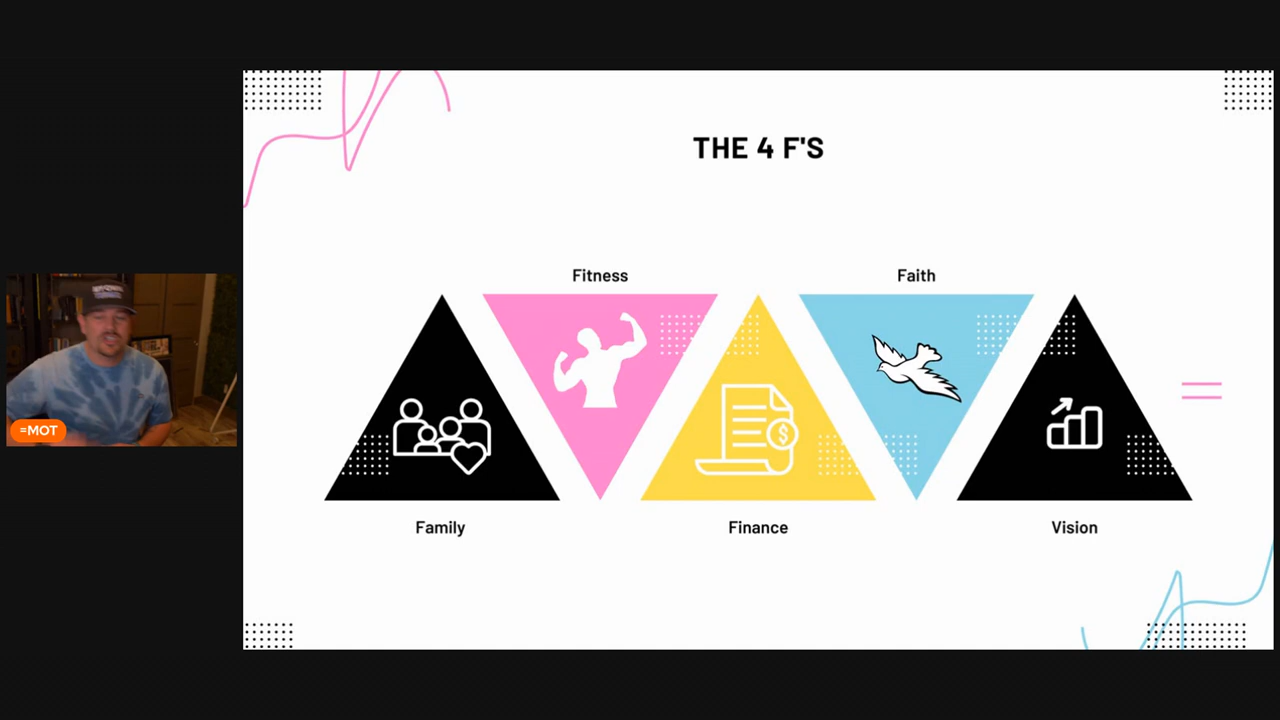 THE 4 F'S
Fitness
Faith
$
Family
Finance
Vision
=MOT